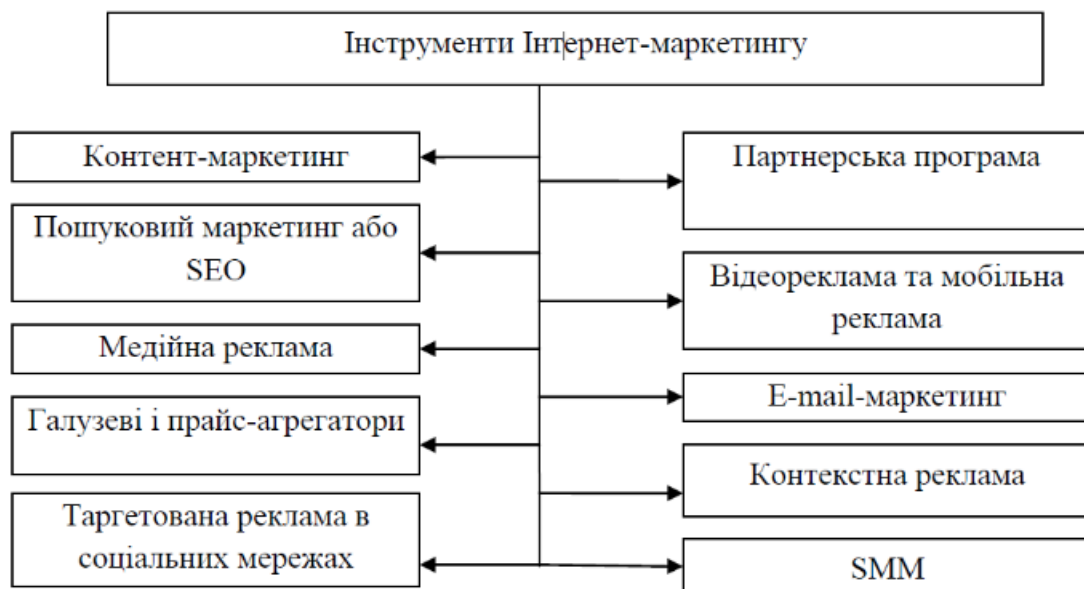 Інструменти Інтернет-маркетингу
Контент-маркетинг
Пошуковий маркетинг або
SEO
Медійна реклама
Галузеві і прайс-агрегатори
Таргетована реклама в
соціальних мережах
Партнерська програма
Відеореклама та мобільна
реклама
E-mail-маркетинг
Контекстна реклама
SMM